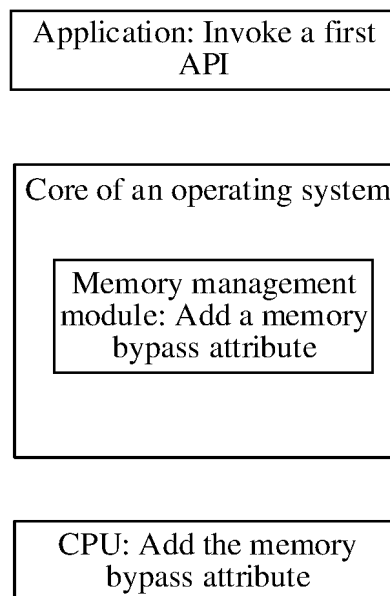 Application: Invoke a first
API
Core of an operating system
Memory management
module: Add a memory
bypass attribute
CPU: Add the memory
bypass attribute